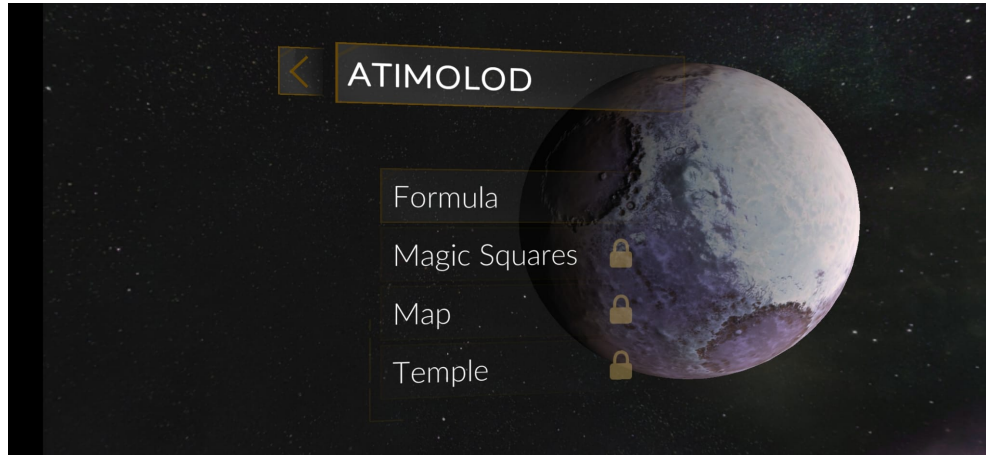 ATIMOLOD
Formula
Magic Squares
Map
Temple